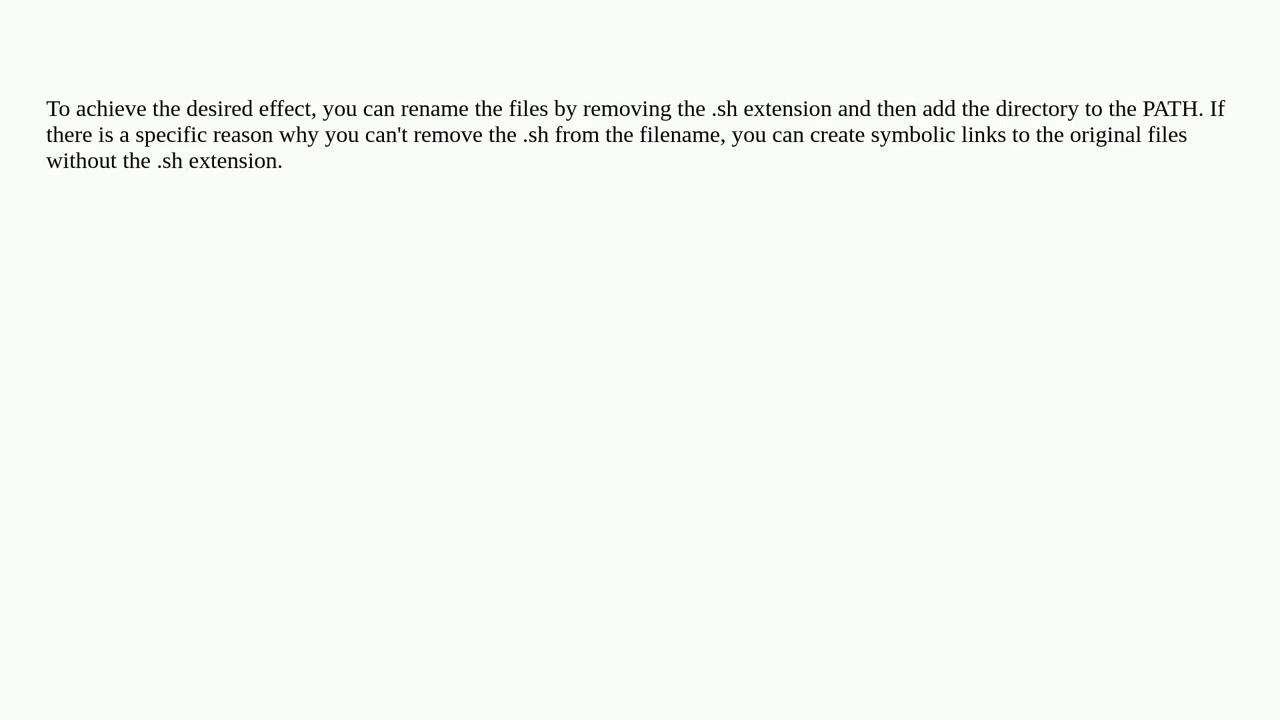 To achieve the desired effect, you can rename the files by removing the .sh extension and then add the directory to the PATH. If
there is a specific reason why you can't remove the .sh from the filename, you can create symbolic links to the original files
without the .sh extension.